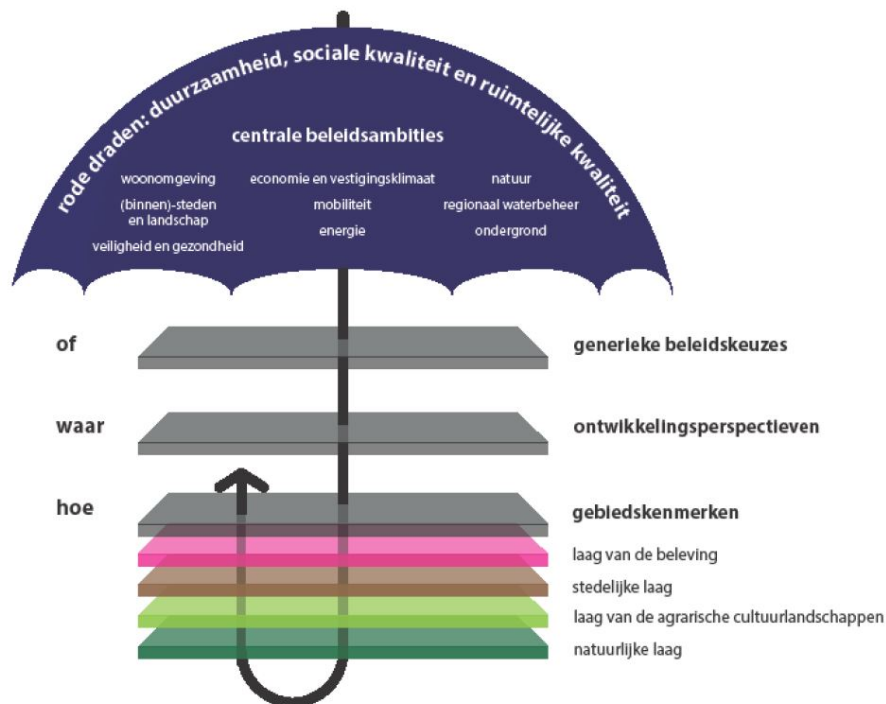 rode draden: duurzaamheid, sociale kwaliteit en ruimtelijke kwaliteit
centrale beleidsambities
woonomgeving
(binnen)-steden
en landschap
veiligheid en gezondheid
economie en vestigingsklimaat
mobiliteit
energie
natuur
regionaal waterbeheer
ondergrond
of
generieke beleidskeuzes
waar
ontwikkelingsperspectieven
hoe
gebiedskenmerken
laag van de beleving
stedelijke laag
laag van de agrarische cultuurlandschappen
natuurlijke laag